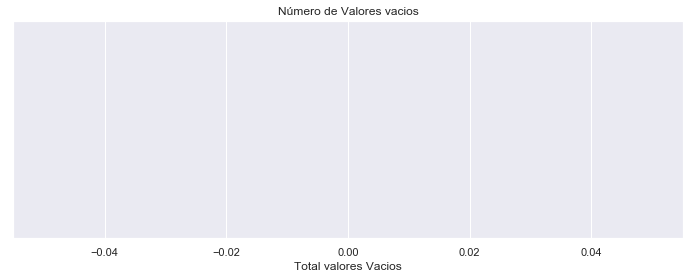 Número de Valores vacios
−0.04 −0.02 0.00 0.02 0.04
Total valores Vacios